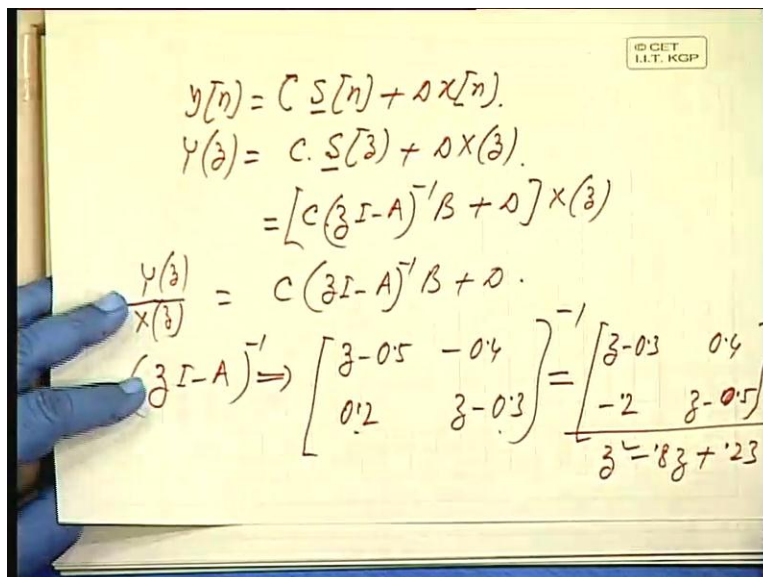 © CET
I.I.T. KGP
y[n] = C S[n] + D X[n].
Y(z) = C. S[z) + D X(z).
= [C(zI-A)⁻¹B + D] X(z)
Y(z)/X(z) = C(zI-A)⁻¹B + D.
(zI-A)⁻¹ ⇒ [z-0.5 -0.4; 0.2 z-0.3]⁻¹ = [z-0.3 0.4; -.2 z-0.5] / z²-.8z+.23